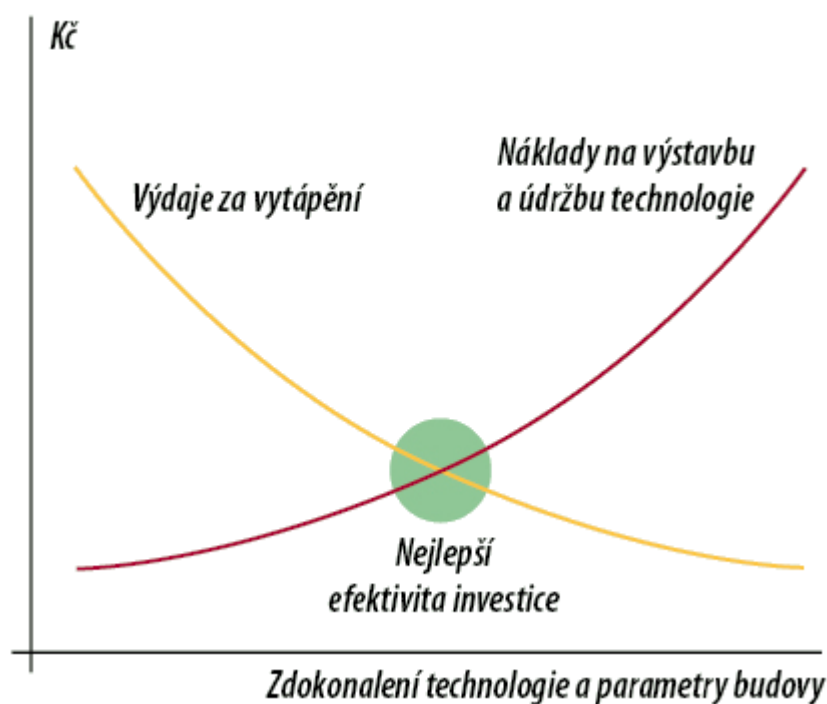 Kč
Výdaje za vytápění
Náklady na výstavbu
a údržbu technologie
Nejlepší
efektivita investice
Zdokonalení technologie a parametry budovy